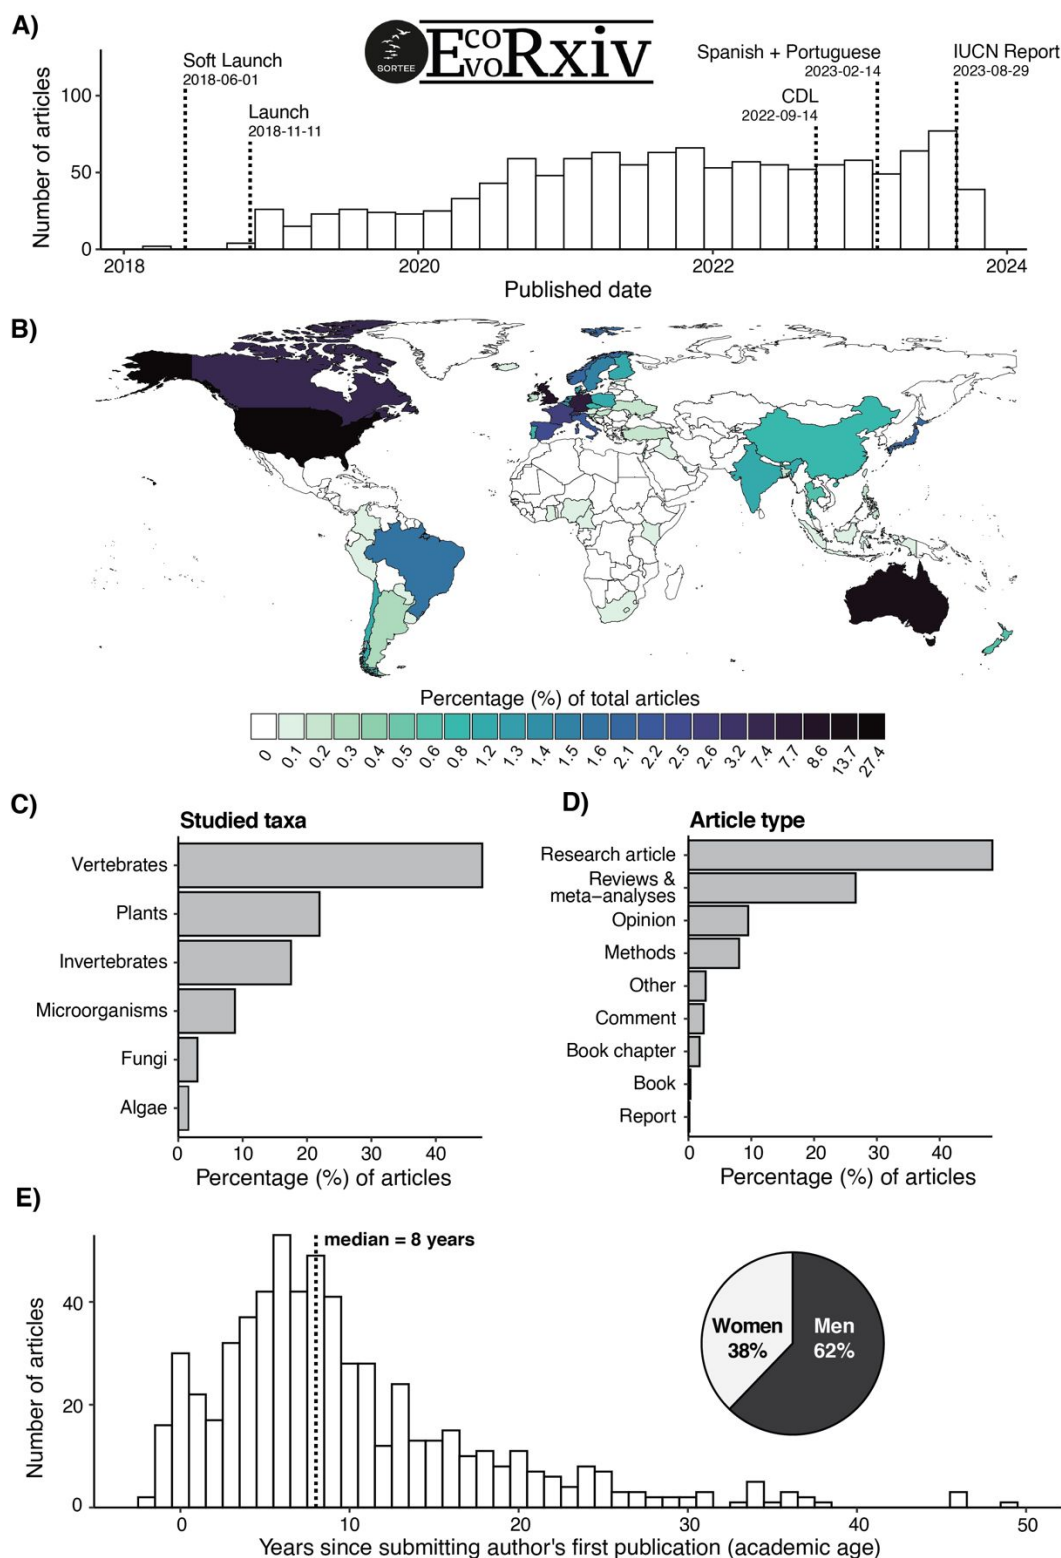 A)
SORTEE
EcoevoRxiv
Soft Launch
2018-06-01
Launch
2018-11-11
Spanish + Portuguese
2023-02-14
CDL
2022-09-14
IUCN Report
2023-08-29
Number of articles
100
50
0
2018
2020
2022
2024
Published date
B)
Percentage (%) of total articles
0
0.1
0.2
0.3
0.4
0.5
0.6
0.8
1.2
1.3
1.4
1.5
1.6
2.1
2.2
2.5
2.6
3.2
7.4
7.7
8.6
13.7
27.4
C)
Studied taxa
Vertebrates
Plants
Invertebrates
Microorganisms
Fungi
Algae
0
10
20
30
40
Percentage (%) of articles
D)
Article type
Research article
Reviews &
meta−analyses
Opinion
Methods
Other
Comment
Book chapter
Book
Report
0
10
20
30
40
Percentage (%) of articles
E)
median = 8 years
Number of articles
40
20
0
Women
38%
Men
62%
0
10
20
30
40
50
Years since submitting author's first publication (academic age)